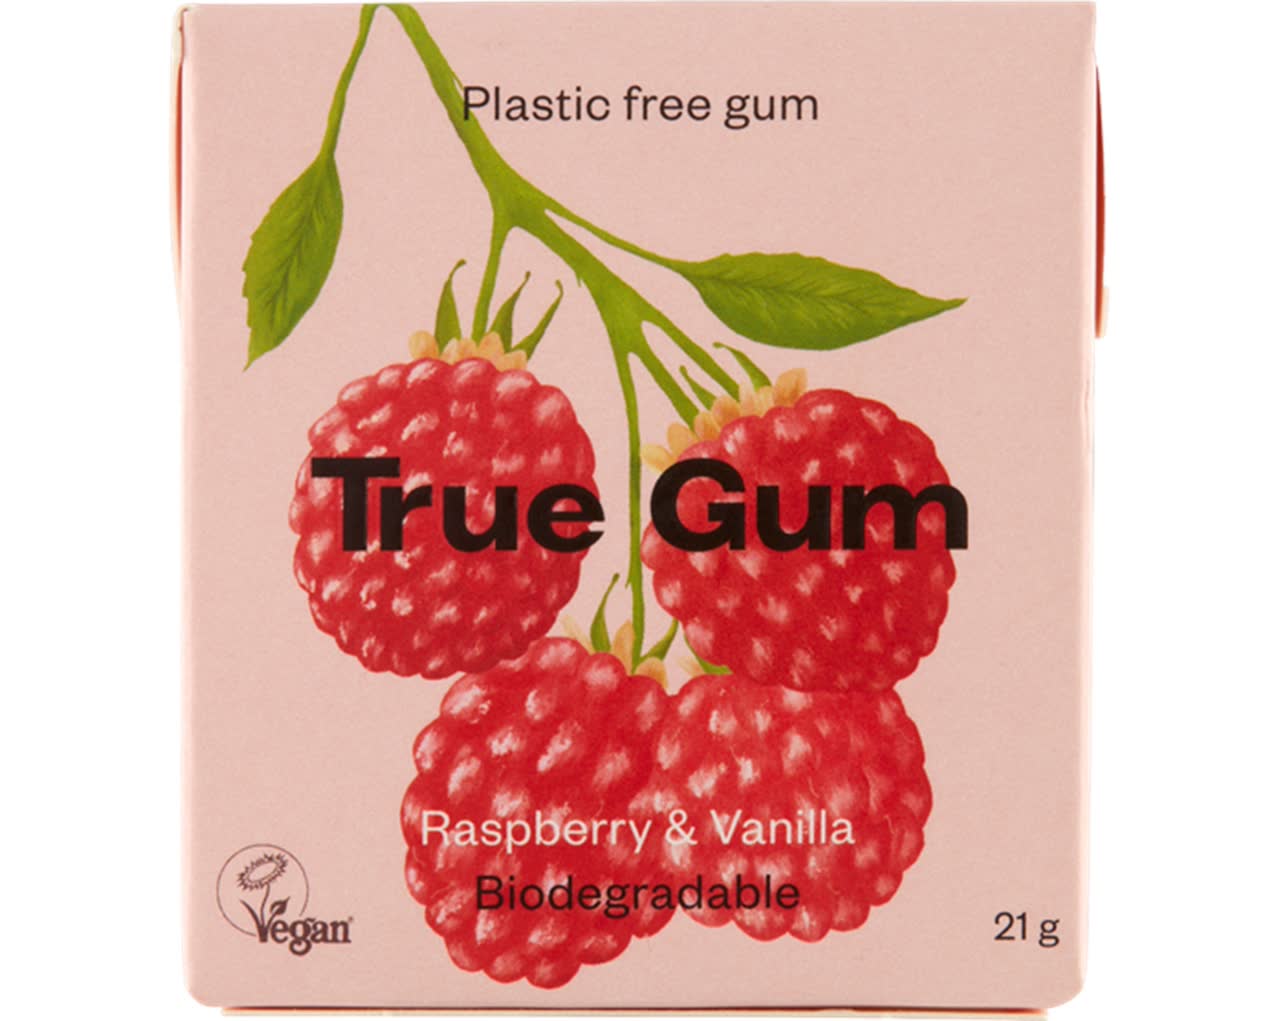 Plastic free gum
True Gum
Raspberry & Vanilla
Biodegradable
Vegan
21 g